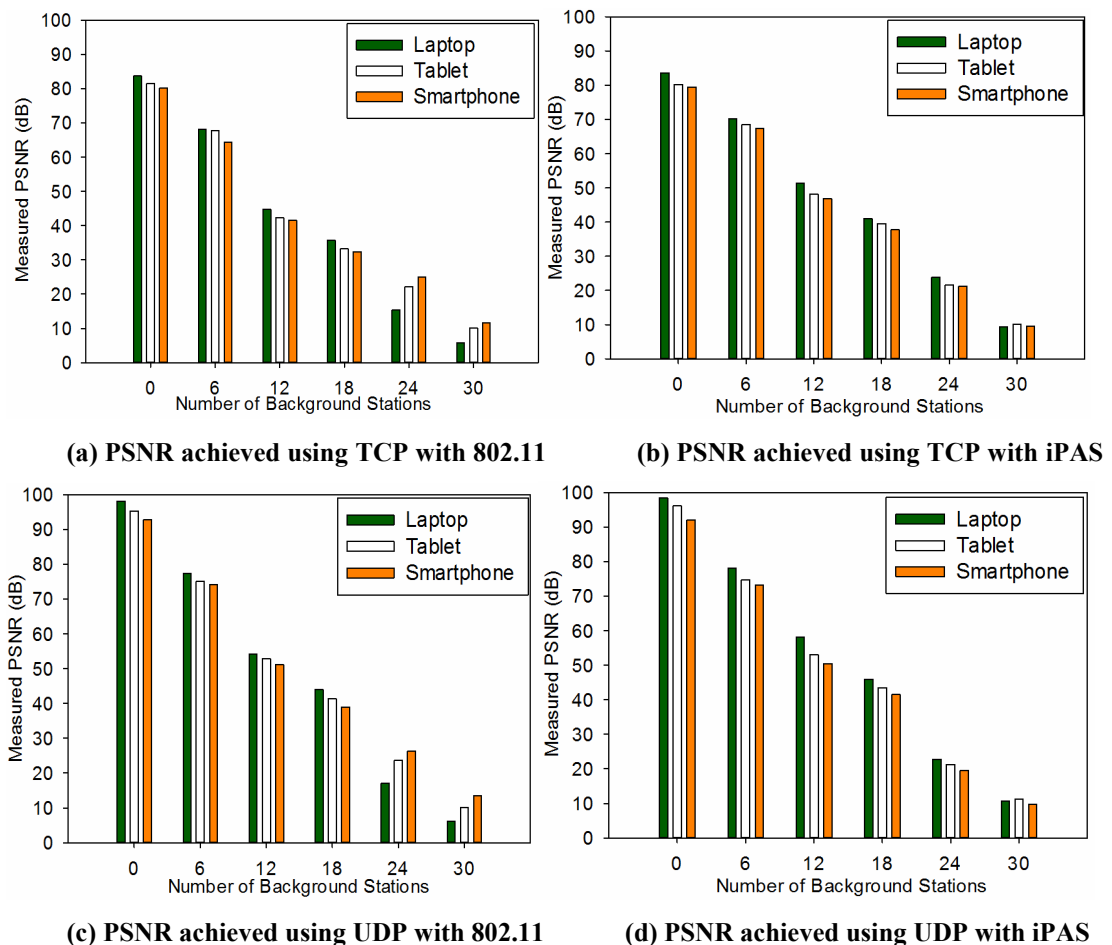 100
90
80
70
60
50
40
30
20
10
0
Measured PSNR (dB)
Laptop
Tablet
Smartphone
0 6 12 18 24 30
Number of Background Stations
(a) PSNR achieved using TCP with 802.11
100
90
80
70
60
50
40
30
20
10
0
Measured PSNR (dB)
Laptop
Tablet
Smartphone
0 6 12 18 24 30
Number of Background Stations
(b) PSNR achieved using TCP with iPAS
100
90
80
70
60
50
40
30
20
10
0
Measured PSNR (dB)
Laptop
Tablet
Smartphone
0 6 12 18 24 30
Number of Background Stations
(c) PSNR achieved using UDP with 802.11
100
90
80
70
60
50
40
30
20
10
0
Measured PSNR (dB)
Laptop
Tablet
Smartphone
0 6 12 18 24 30
Number of Background Stations
(d) PSNR achieved using UDP with iPAS